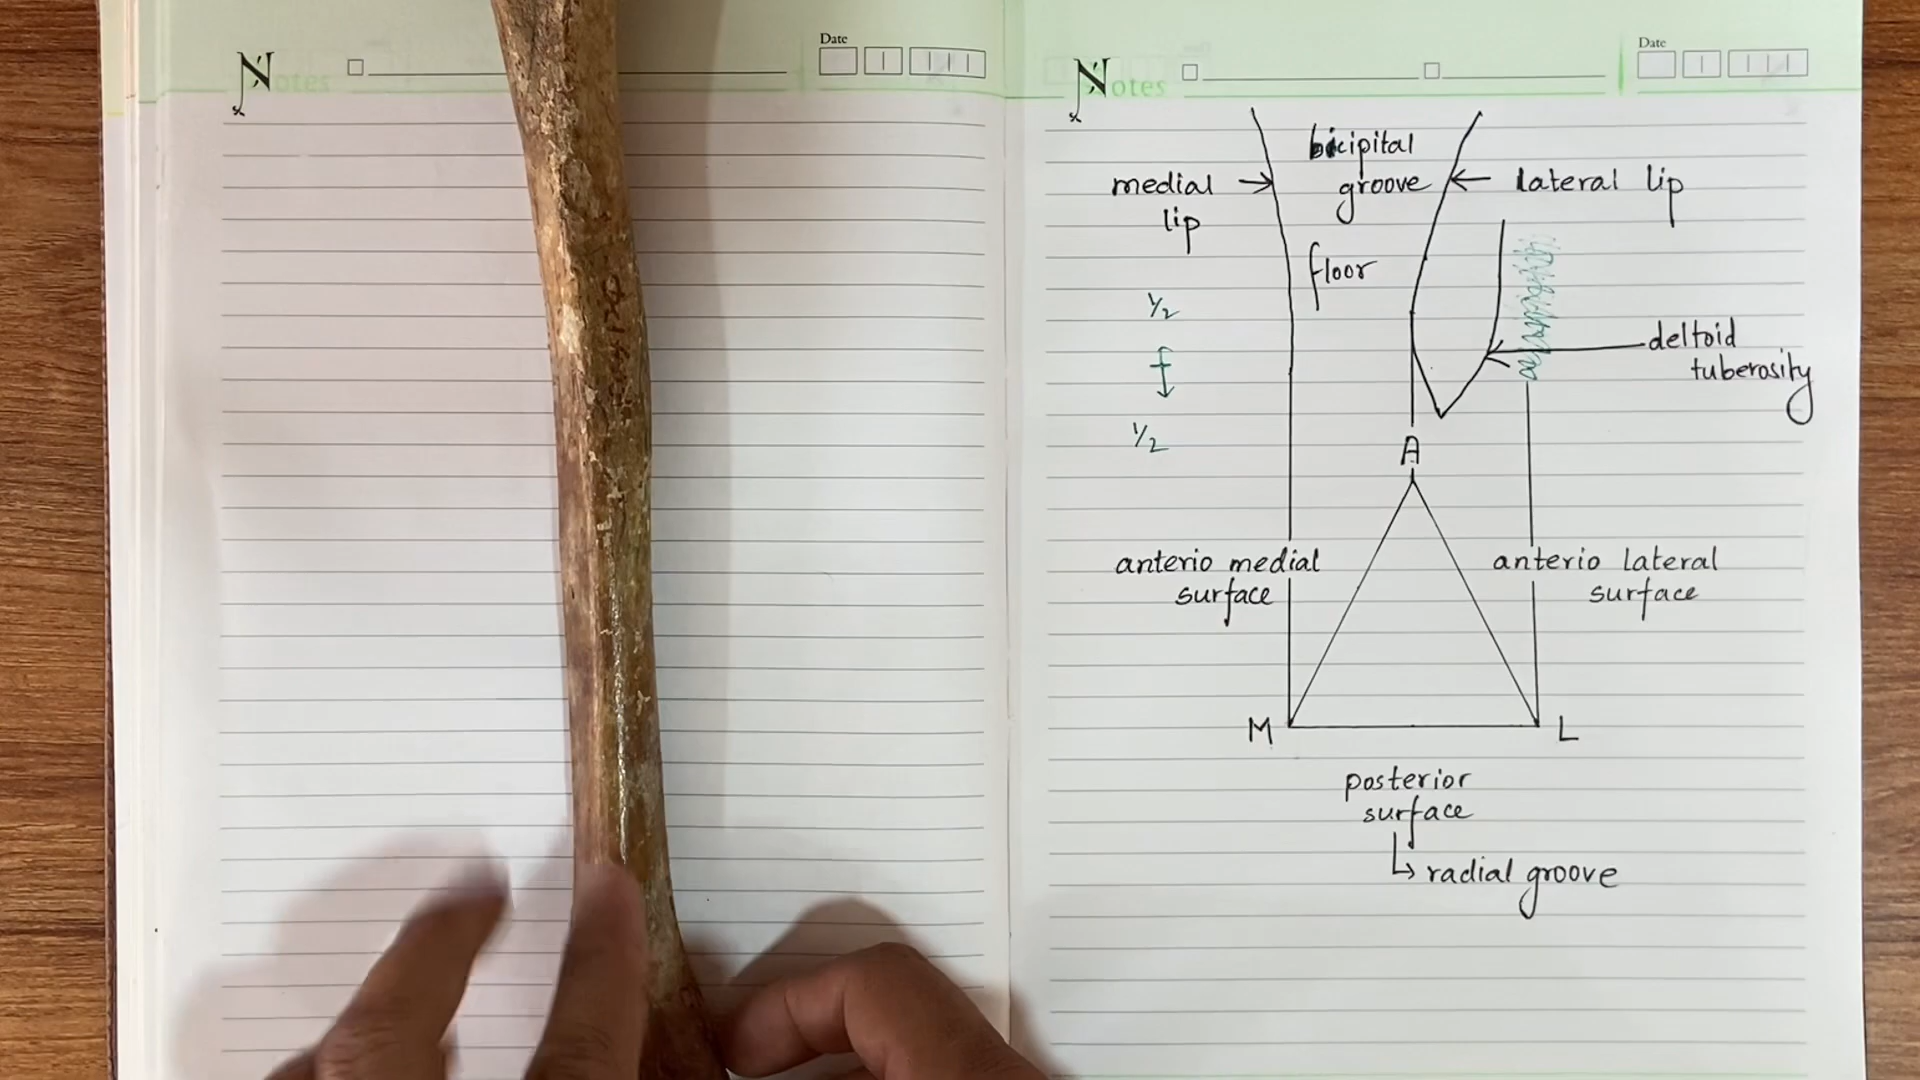 Notes
Date
Notes
Date
bicipital
groove
medial
lip
lateral lip
floor
1/2
deltoid
tuberosity
1/2
A
anterio medial
surface
anterio lateral
surface
M
L
posterior
surface
radial groove